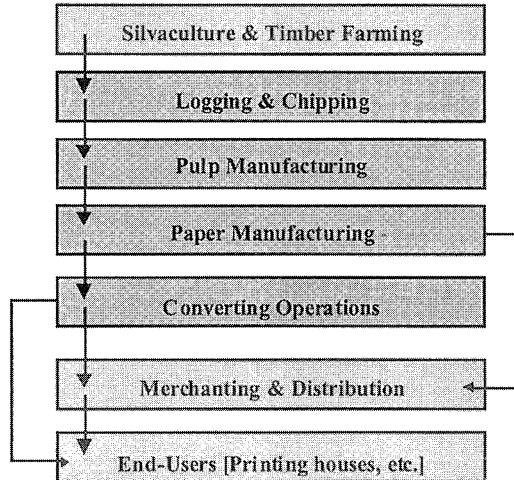 Silvaculture & Timber Farming
Logging & Chipping
Pulp Manufacturing
Paper Manufacturing
Converting Operations
Merchanting & Distribution
End-Users [Printing houses, etc.]